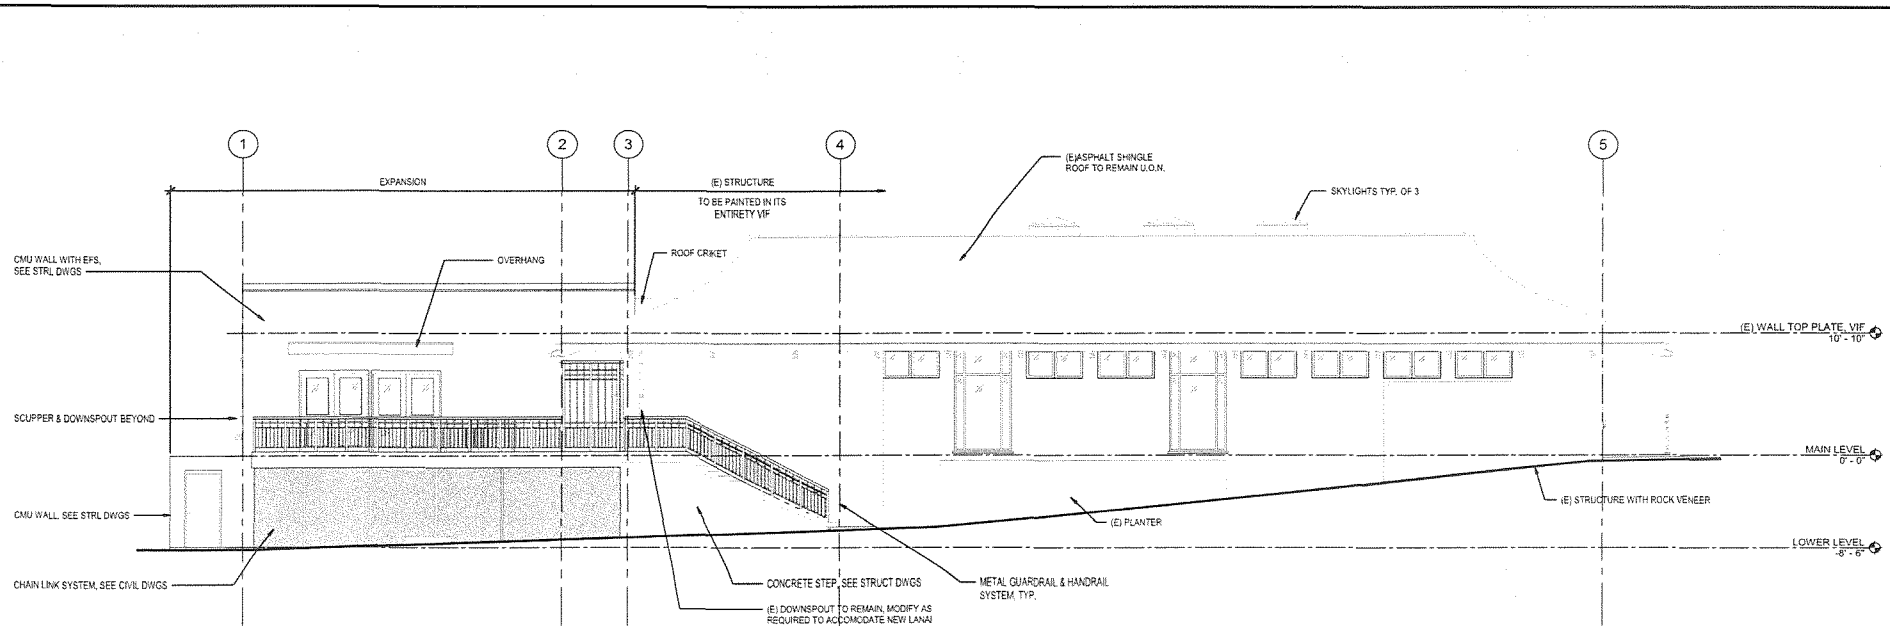 1
2
3
4
5
EXPANSION
(E) STRUCTURE
TO BE PAINTED IN ITS
ENTIRETY VIF
(E)ASPHALT SHINGLE
ROOF TO REMAIN U.O.N.
SKYLIGHTS TYP. OF 3
CMU WALL WITH EFS,
SEE STRL DWGS
OVERHANG
ROOF CRIKET
(E) WALL TOP PLATE, VIF
10' - 10"
SCUPPER & DOWNSPOUT BEYOND
MAIN LEVEL
0' - 0"
CMU WALL, SEE STRL DWGS
(E) PLANTER
(E) STRUCTURE WITH ROCK VENEER
LOWER LEVEL
-8' - 6"
CHAIN LINK SYSTEM, SEE CIVIL DWGS
CONCRETE STEP, SEE STRUCT DWGS
METAL GUARDRAIL & HANDRAIL
SYSTEM, TYP.
(E) DOWNSPOUT TO REMAIN, MODIFY AS
REQUIRED TO ACCOMODATE NEW LANAI